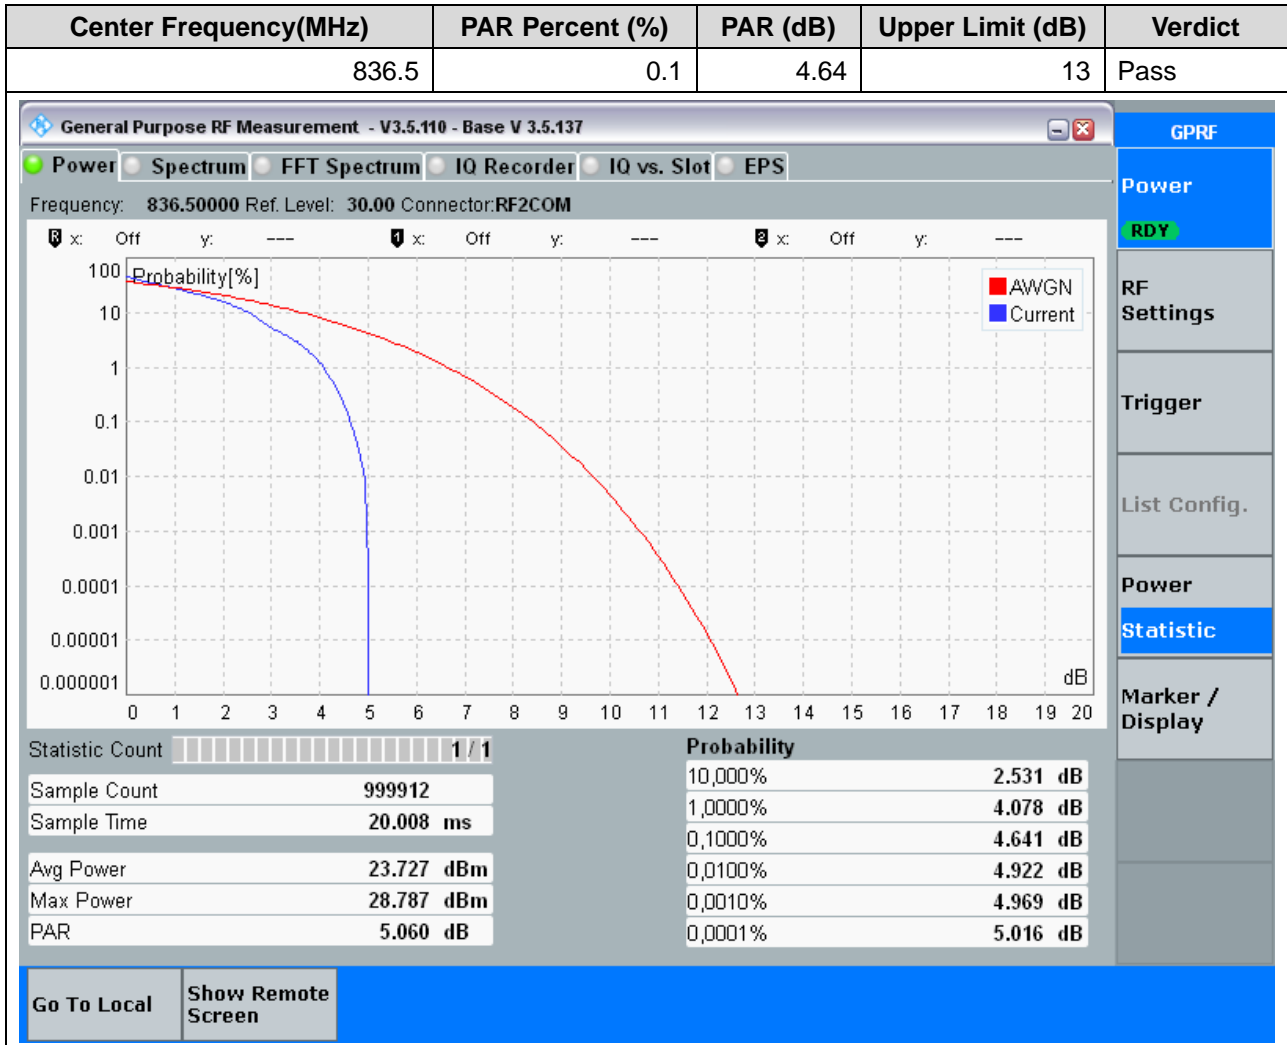 Center Frequency(MHz) PAR Percent (%) PAR (dB) Upper Limit (dB) Verdict
836.5 0.1 4.64 13 Pass
General Purpose RF Measurement - V3.5.110 - Base V 3.5.137
GPRF
Power Spectrum FFT Spectrum IQ Recorder IQ vs. Slot EPS
Frequency: 836.50000 Ref. Level: 30.00 Connector:RF2COM
R x: Off y: --- 1 x: Off y: --- 2 x: Off y: ---
Probability[%]
AWGN
Current
100
10
1
0.1
0.01
0.001
0.0001
0.00001
0.000001
dB
0 1 2 3 4 5 6 7 8 9 10 11 12 13 14 15 16 17 18 19 20
Statistic Count 1 / 1
Sample Count 999912
Sample Time 20.008 ms
Avg Power 23.727 dBm
Max Power 28.787 dBm
PAR 5.060 dB
Probability
10,000% 2.531 dB
1,0000% 4.078 dB
0,1000% 4.641 dB
0,0100% 4.922 dB
0,0010% 4.969 dB
0,0001% 5.016 dB
Power
RDY
RF
Settings
Trigger
List Config.
Power
Statistic
Marker /
Display
Go To Local
Show Remote
Screen